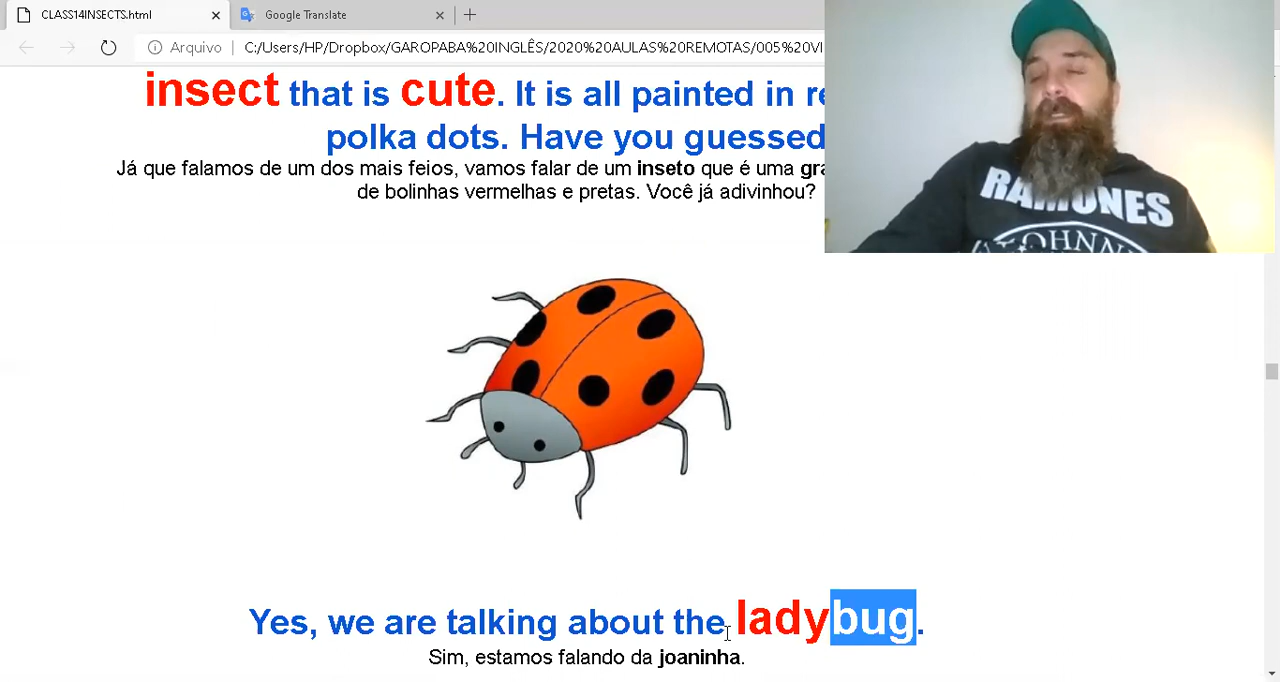 CLASS14INSECTS.html
Google Translate
Arquivo
C:/Users/HP/Dropbox/GAROPABA%20INGLÊS/2020%20AULAS%20REMOTAS/005%20VI
insect that is cute. It is all painted in
polka dots. Have you guessed
Já que falamos de um dos mais feios, vamos falar de um inseto que é uma
de bolinhas vermelhas e pretas. Você já adivinhou?
RAMONES
JOHNN
Yes, we are talking about the ladybug.
Sim, estamos falando da joaninha.